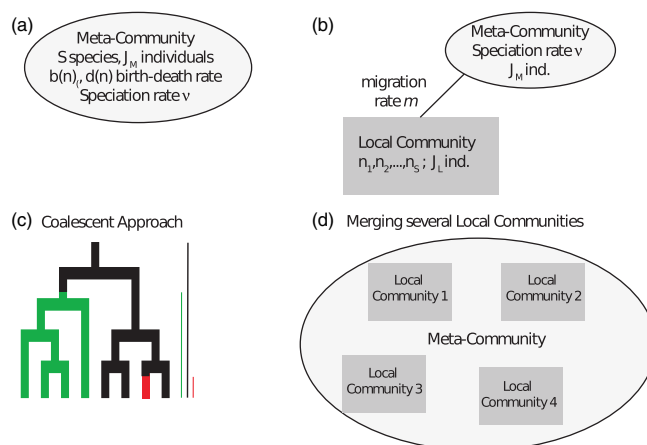 (a)
Meta-Community
S species, J_M individuals
b(n)_(, d(n) birth-death rate
Speciation rate ν
(b)
Meta-Community
Speciation rate ν
J_M ind.
migration
rate m
Local Community
n_1,n_2,...,n_S ; J_L ind.
(c) Coalescent Approach
(d) Merging several Local Communities
Local
Community 1
Local
Community 2
Meta-Community
Local
Community 3
Local
Community 4